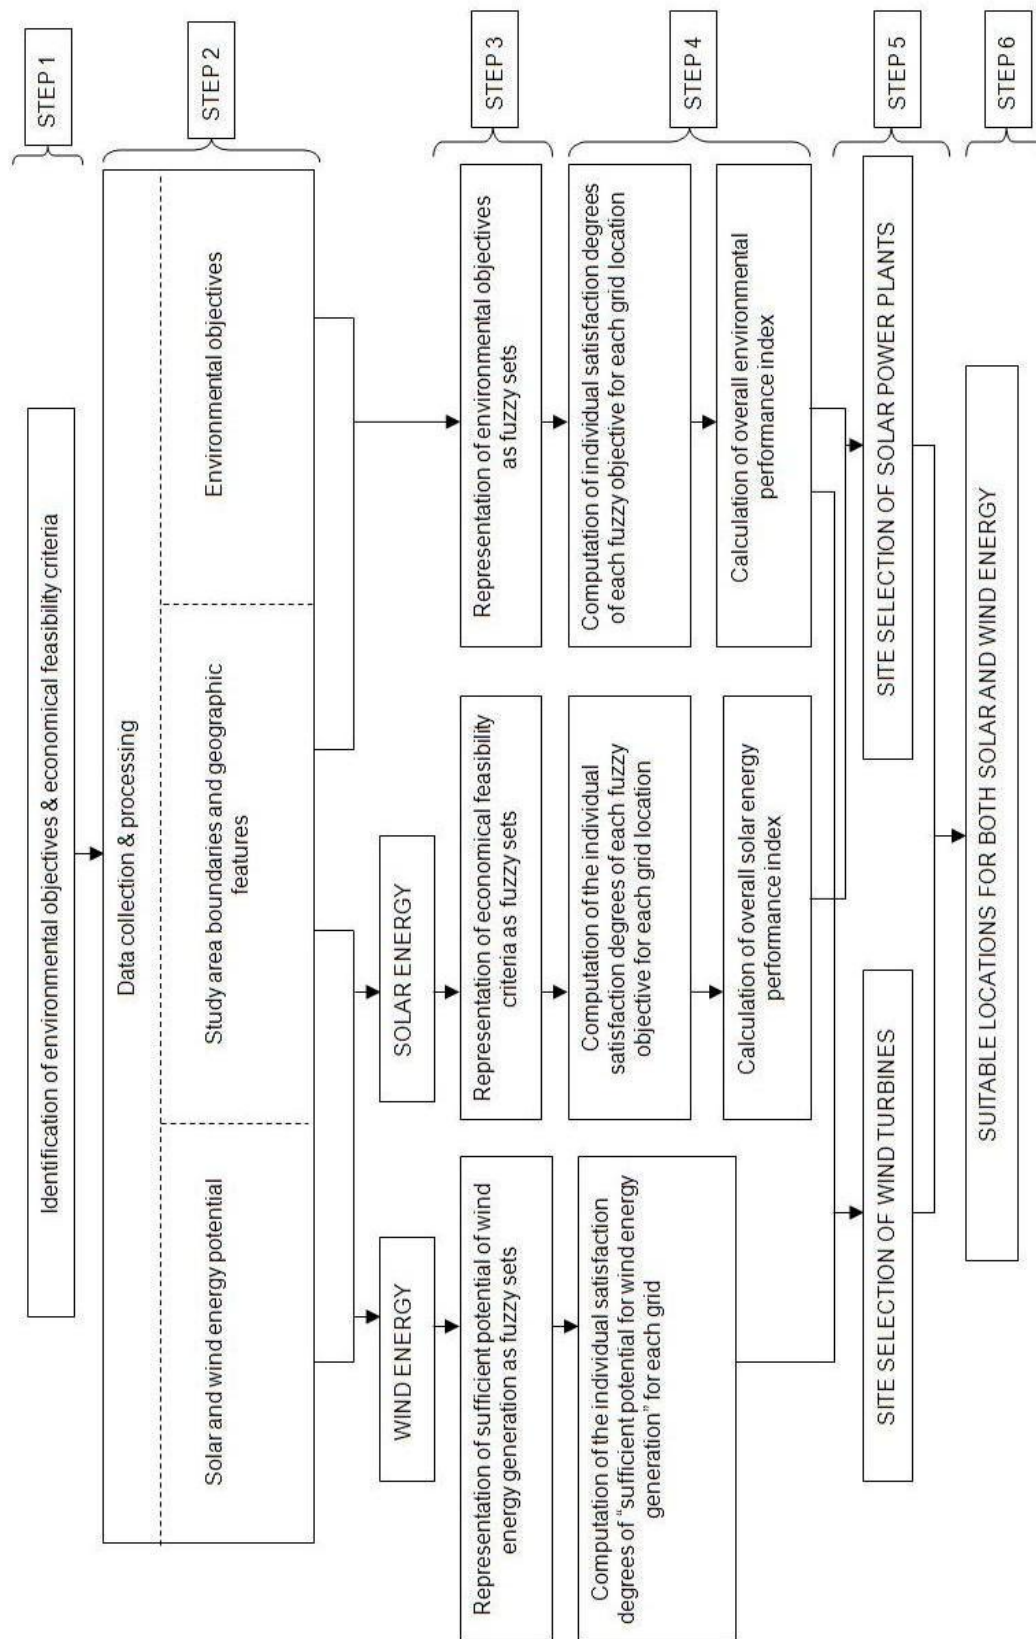 Identification of environmental objectives & economical feasibility criteria
STEP 1
Data collection & processing
Solar and wind energy potential
Study area boundaries and geographic
features
Environmental objectives
STEP 2
WIND ENERGY
SOLAR ENERGY
Representation of sufficient potential of wind
energy generation as fuzzy sets
Representation of economical feasibility
criteria as fuzzy sets
Representation of environmental objectives
as fuzzy sets
STEP 3
Computation of the individual satisfaction
degrees of “sufficient potential for wind energy
generation” for each grid
Computation of the individual
satisfaction degrees of each fuzzy
objective for each grid location
Computation of individual satisfaction degrees
of each fuzzy objective for each grid location
STEP 4
Calculation of overall solar energy
performance index
Calculation of overall environmental
performance index
SITE SELECTION OF WIND TURBINES
SITE SELECTION OF SOLAR POWER PLANTS
STEP 5
SUITABLE LOCATIONS FOR BOTH SOLAR AND WIND ENERGY
STEP 6